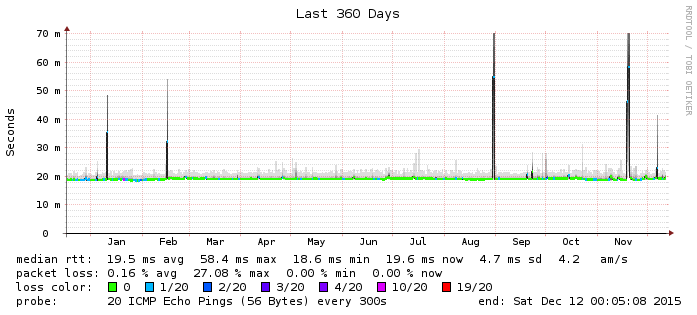 Last 360 Days
RRDTOOL / TOBI OETIKER
Seconds
70 m
60 m
50 m
40 m
30 m
20 m
10 m
0
Jan Feb Mar Apr May Jun Jul Aug Sep Oct Nov
median rtt: 19.5 ms avg 58.4 ms max 18.6 ms min 19.6 ms now 4.7 ms sd 4.2 am/s
packet loss: 0.16 % avg 27.08 % max 0.00 % min 0.00 % now
loss color: 0 1/20 2/20 3/20 4/20 10/20 19/20
probe: 20 ICMP Echo Pings (56 Bytes) every 300s end: Sat Dec 12 00:05:08 2015